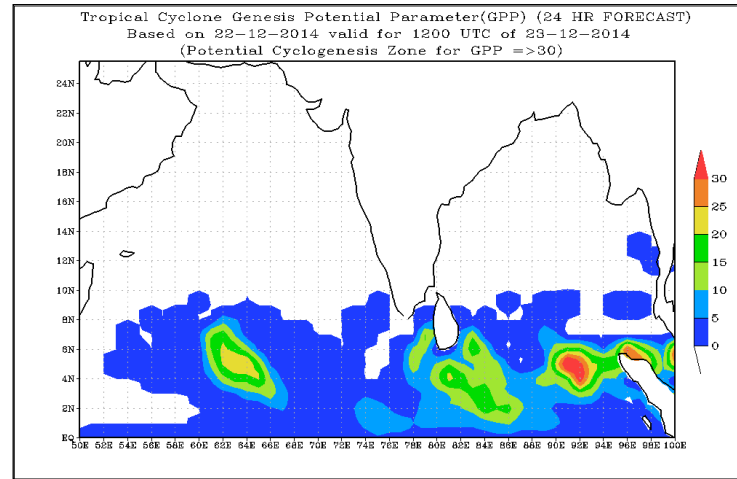 Tropical Cyclone Genesis Potential Parameter(GPP) (24 HR FORECAST)
Based on 22-12-2014 valid for 1200 UTC of 23-12-2014
(Potential Cyclogenesis Zone for GPP =>30)
24N
22N
20N
18N
16N
14N
12N
10N
8N
6N
4N
2N
EQ
50E 52E 54E 56E 58E 60E 62E 64E 66E 68E 70E 72E 74E 76E 78E 80E 82E 84E 86E 88E 90E 92E 94E 96E 98E 100E
30
25
20
15
10
5
0